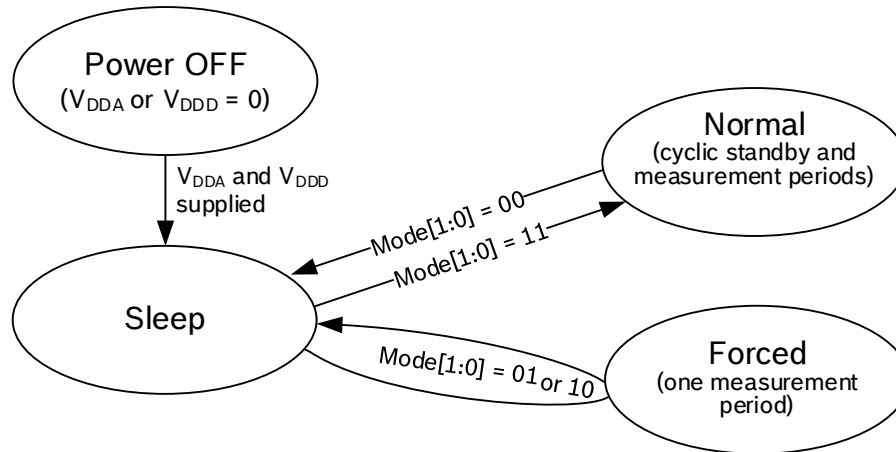 Power OFF
(VDDA or VDDD = 0)
VDDA and VDDD
supplied
Sleep
Normal
(cyclic standby and
measurement periods)
Mode[1:0] = 00
Mode[1:0] = 11
Mode[1:0] = 01 or 10
Forced
(one measurement
period)